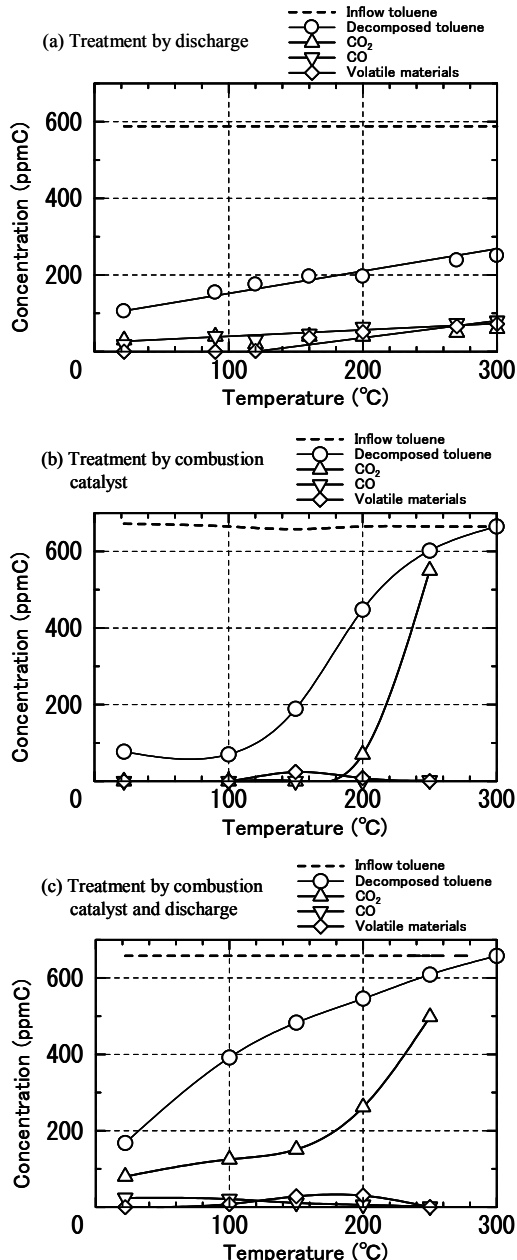 Inflow toluene
(a) Treatment by discharge
Decomposed toluene
CO₂
CO
Volatile materials
Concentration (ppmC)
600
400
200
0
100
200
300
Temperature (℃)
Inflow toluene
(b) Treatment by combustion
catalyst
Decomposed toluene
CO₂
CO
Volatile materials
Concentration (ppmC)
600
400
200
0
100
200
300
Temperature (℃)
Inflow toluene
(c) Treatment by combustion
catalyst and discharge
Decomposed toluene
CO₂
CO
Volatile materials
Concentration (ppmC)
600
400
200
0
100
200
300
Temperature (℃)